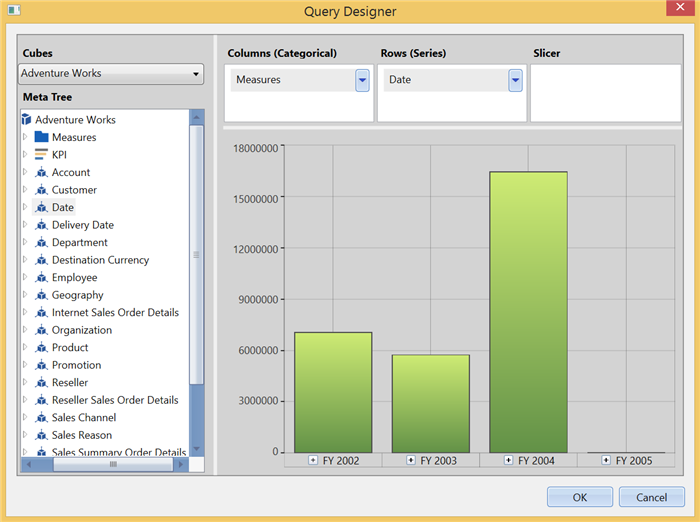 Query Designer
X
Cubes
Adventure Works
Meta Tree
Adventure Works
Measures
KPI
Account
Customer
Date
Delivery Date
Department
Destination Currency
Employee
Geography
Internet Sales Order Details
Organization
Product
Promotion
Reseller
Reseller Sales Order Details
Sales Channel
Sales Reason
Sales Summary Order Details
Columns (Categorical)
Measures
Rows (Series)
Date
Slicer
18000000
15000000
12000000
9000000
6000000
3000000
0
FY 2002
FY 2003
FY 2004
FY 2005
OK
Cancel